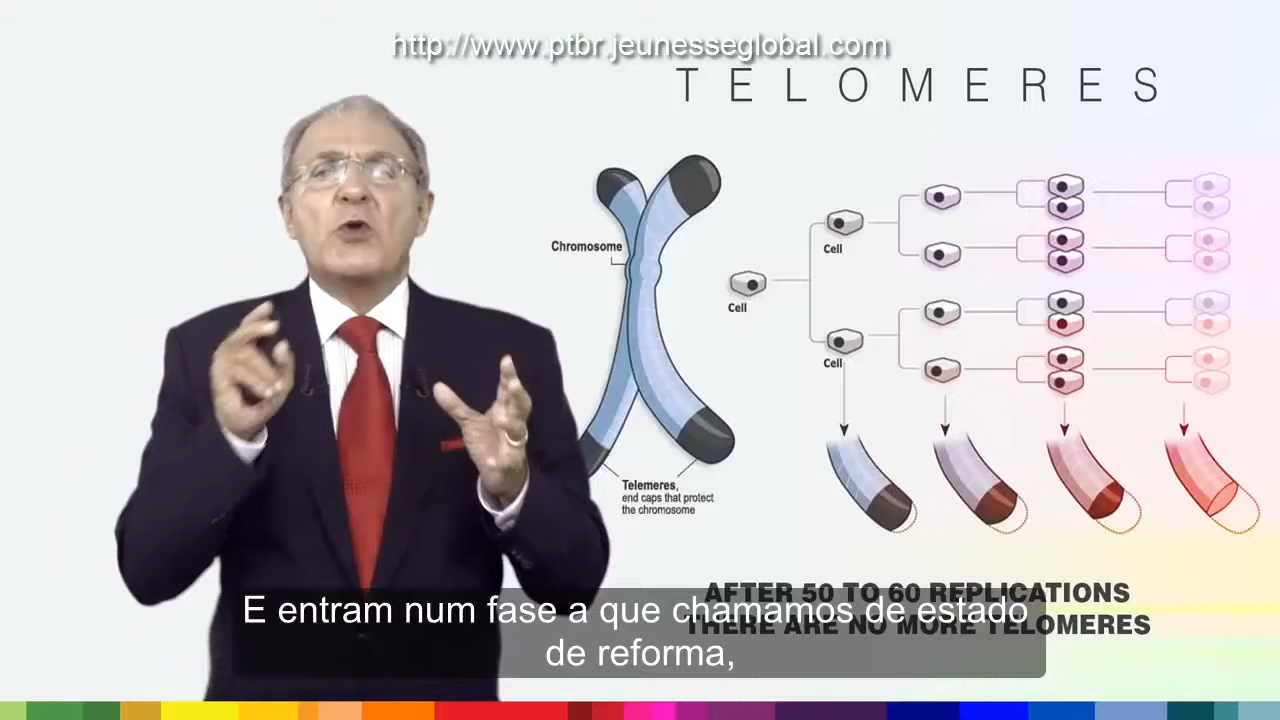 http://www.ptbr.jeunesseglobal.com
TELOMERES
Chromosome
Cell
Cell
Cell
Telemeres,
end caps that protect
the chromosome
AFTER 50 TO 60 REPLICATIONS
THERE ARE NO MORE TELOMERES
E entram num fase a que chamamos de estado
de reforma,